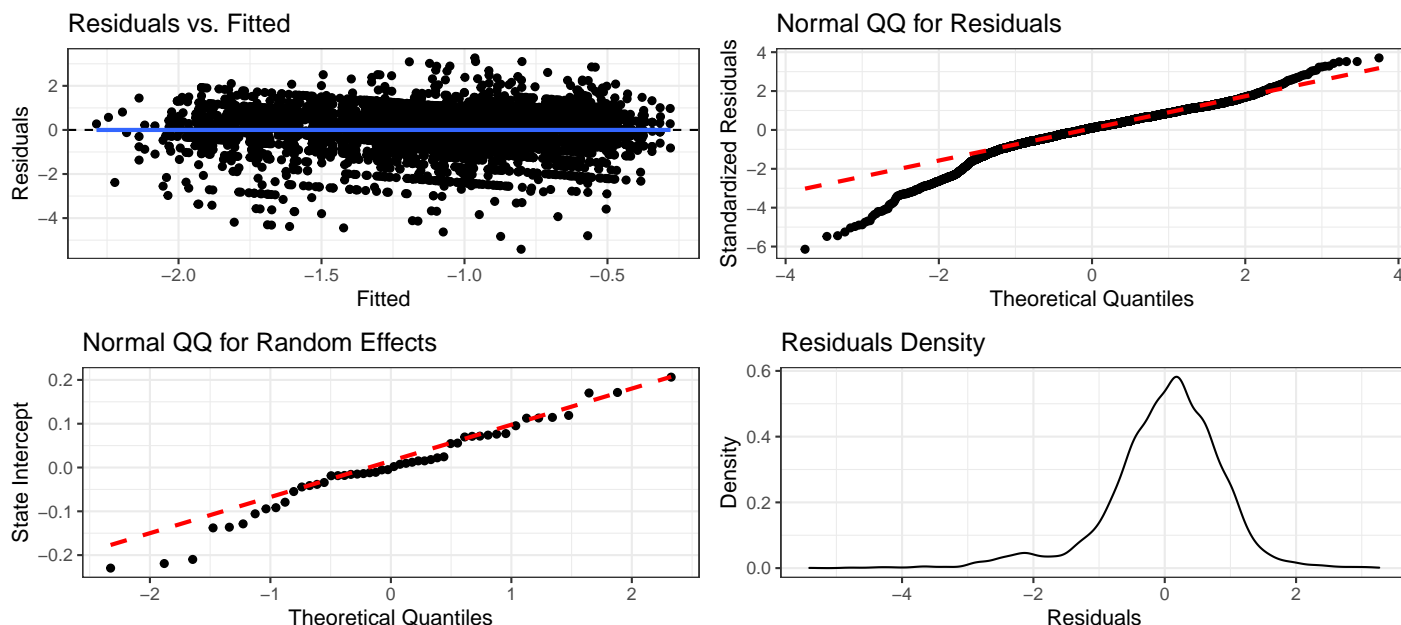 Residuals vs. Fitted
Residuals
2
0
−2
−4
−2.0 −1.5 −1.0 −0.5
Fitted
Normal QQ for Residuals
Standardized Residuals
4
2
0
−2
−4
−6
−4 −2 0 2 4
Theoretical Quantiles
Normal QQ for Random Effects
State Intercept
0.2
0.1
0.0
−0.1
−0.2
−2 −1 0 1 2
Theoretical Quantiles
Residuals Density
Density
0.6
0.4
0.2
0.0
−4 −2 0 2
Residuals